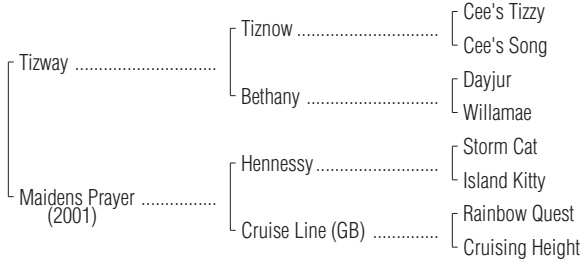 Cee's Tizzy
Tiznow ...................................
Cee's Song
Tizway ...................................
Dayjur
Bethany .................................
Willamae
Storm Cat
Hennessy ...............................
Island Kitty
Maidens Prayer ..................
(2001)
Rainbow Quest
Cruise Line (GB) ................
Cruising Height